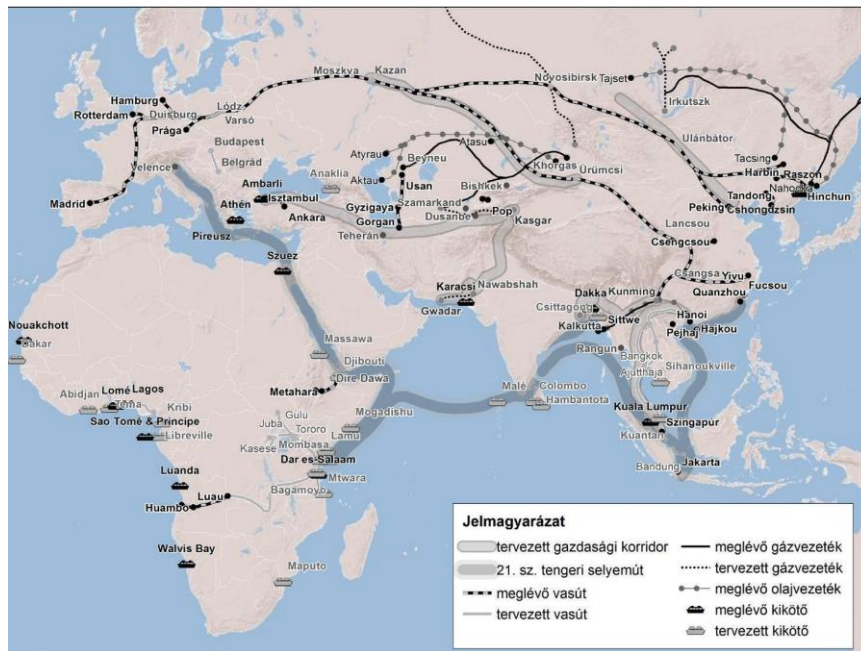 Hamburg
Rotterdam
Duisburg
Lódz
Varsó
Prága
Moszkva
Kazan
Novosibirsk
Tajset
Irkutszk
Budapest
Belgrád
Velence
Madrid
Anaklia
Atyrau
Beyneu
Aktau
Atasu
Khorgas
Ürümcsi
Ulánbátor
Tacsing
Harbin
Raszon
Nahodka
Hinchun
Tandong
Cshongdzsin
Peking
Ambarli
Isztambul
Athén
Ankara
Usan
Bishkek
Szamarkand
Gyzigaya
Dusanbe
Pop
Gorgan
Kasgar
Teherán
Lancsou
Csengcsou
Pireusz
Szuez
Csangsa
Yivu
Karacsi
Nawabshah
Gwadar
Dakka
Kunming
Quanzhou
Fucsou
Csittagong
Sittwe
Kalkutta
Hanoi
Pejhaj
Hajkou
Nouakchott
Dakar
Massawa
Rangun
Bangkok
Ajutthaja
Sihanoukville
Djibouti
Dire Dawa
Metahara
Abidjan
Lomé
Lagos
Tema
Kribi
Malé
Colombo
Hambantota
Mogadishu
Gulu
Juba
Tororo
Sao Tomé & Principe
Libreville
Kasese
Mombasa
Lamu
Kuala Lumpur
Szingapúr
Kuantan
Dar es-Salaam
Mtwara
Bandung
Jakarta
Luanda
Luau
Bagamoyo
Huambo
Walvis Bay
Maputo
Jelmagyarázat
tervezett gazdasági korridor
21. sz. tengeri selyemút
meglévő vasút
tervezett vasút
meglévő gázvezeték
tervezett gázvezeték
meglévő olajvezeték
meglévő kikötő
tervezett kikötő